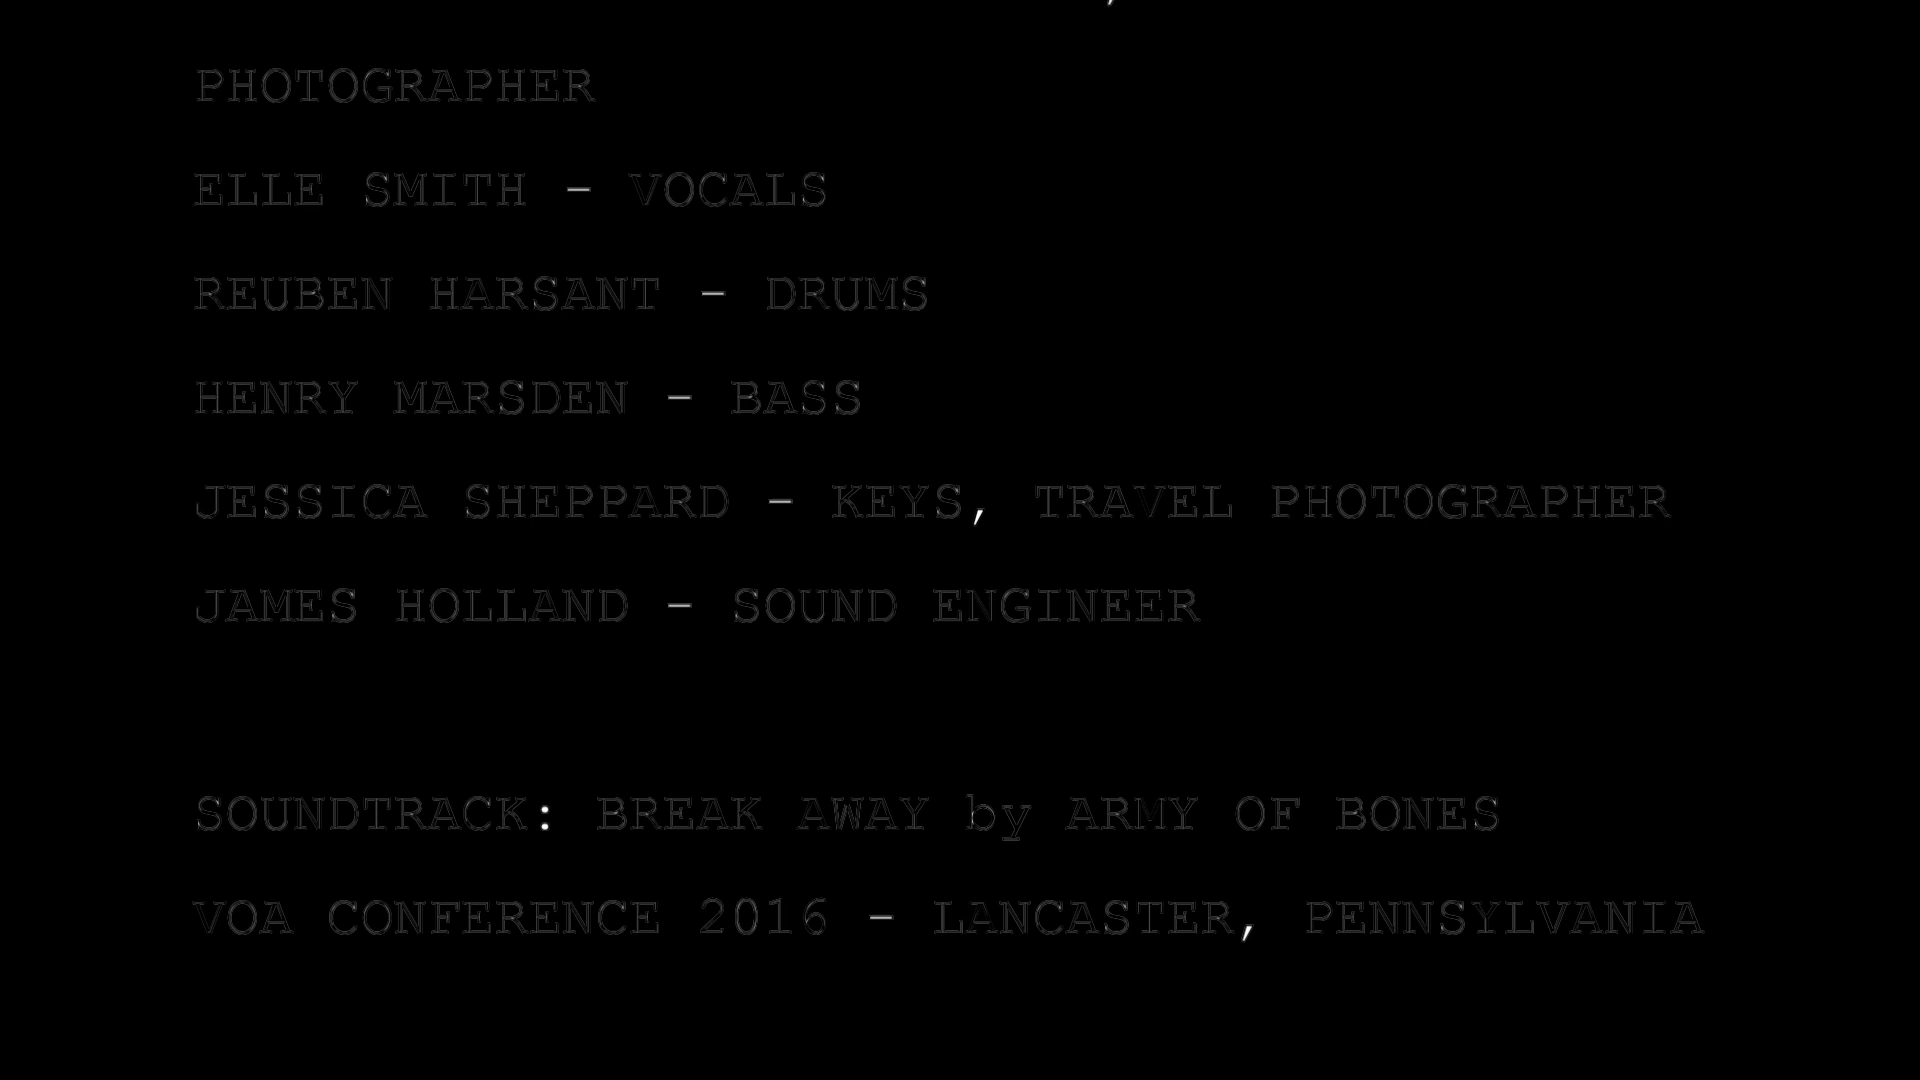 PHOTOGRAPHER
ELLE SMITH - VOCALS
REUBEN HARSANT - DRUMS
HENRY MARSDEN - BASS
JESSICA SHEPPARD - KEYS, TRAVEL PHOTOGRAPHER
JAMES HOLLAND - SOUND ENGINEER
SOUNDTRACK: BREAK AWAY by ARMY OF BONES
VOA CONFERENCE 2016 - LANCASTER, PENNSYLVANIA